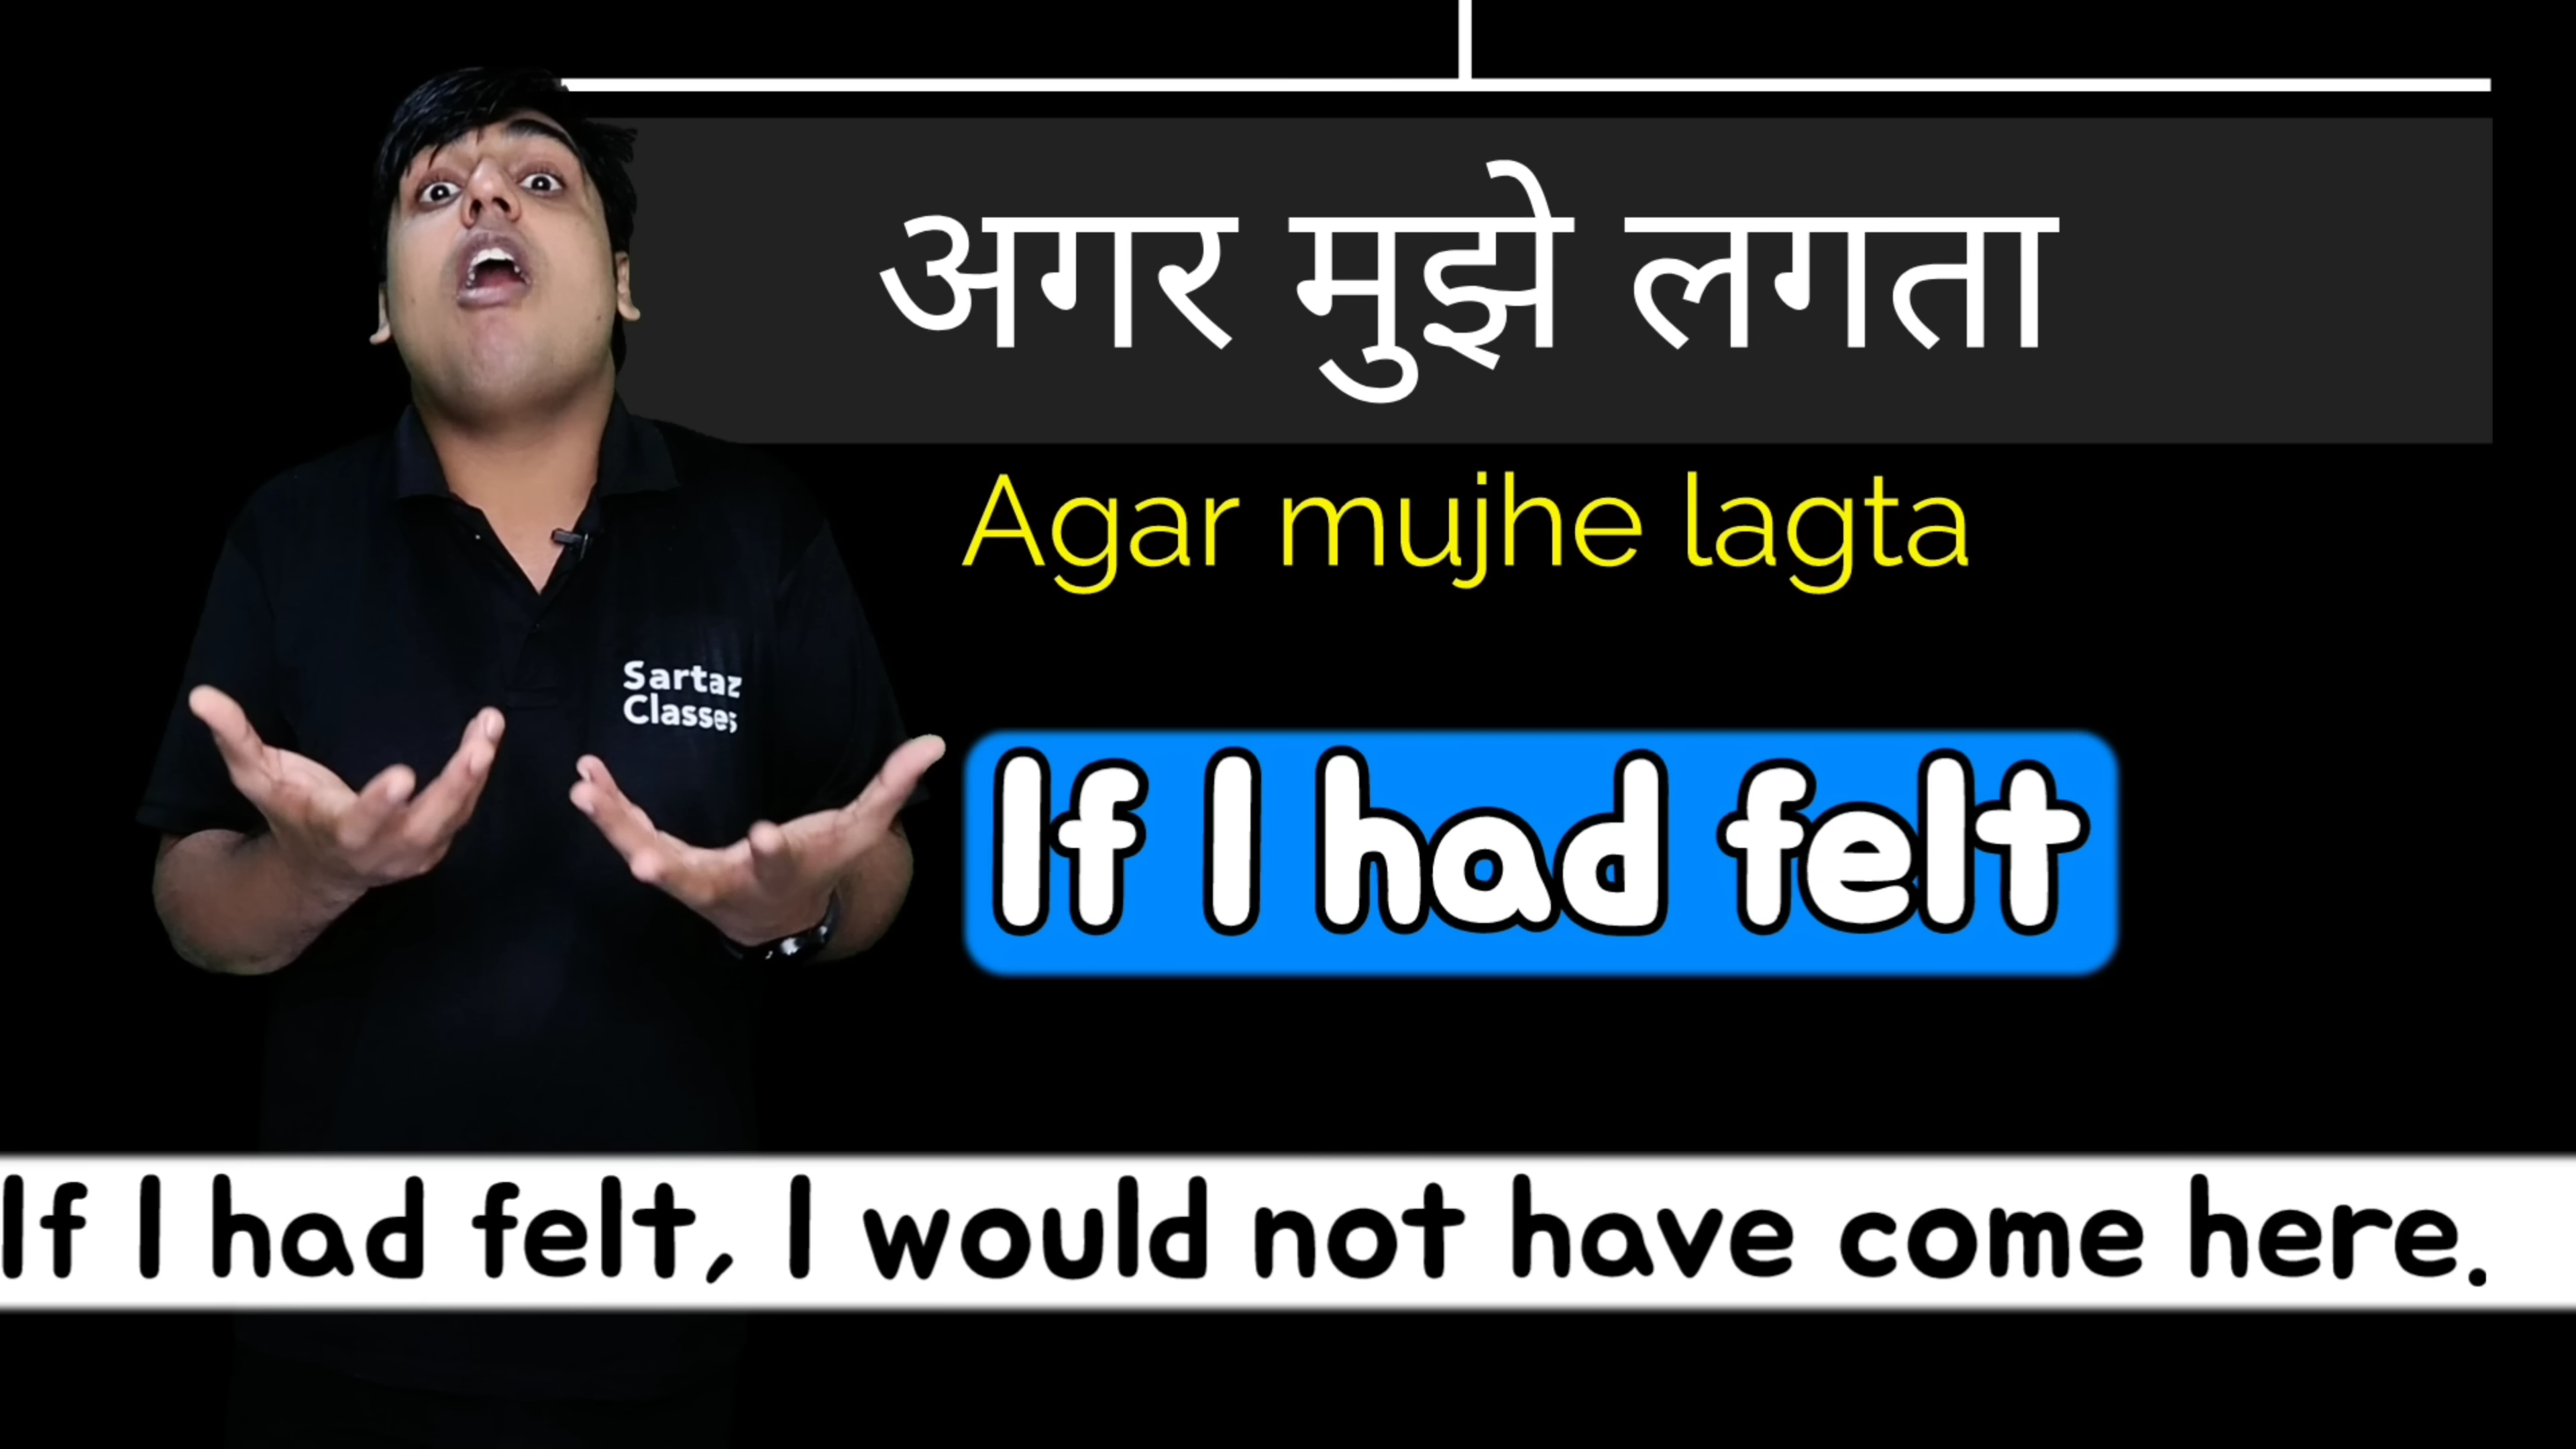 अगर मुझे लगता
Agar mujhe lagta
Sartaz
Classes
If I had felt
If I had felt, I would not have come here.